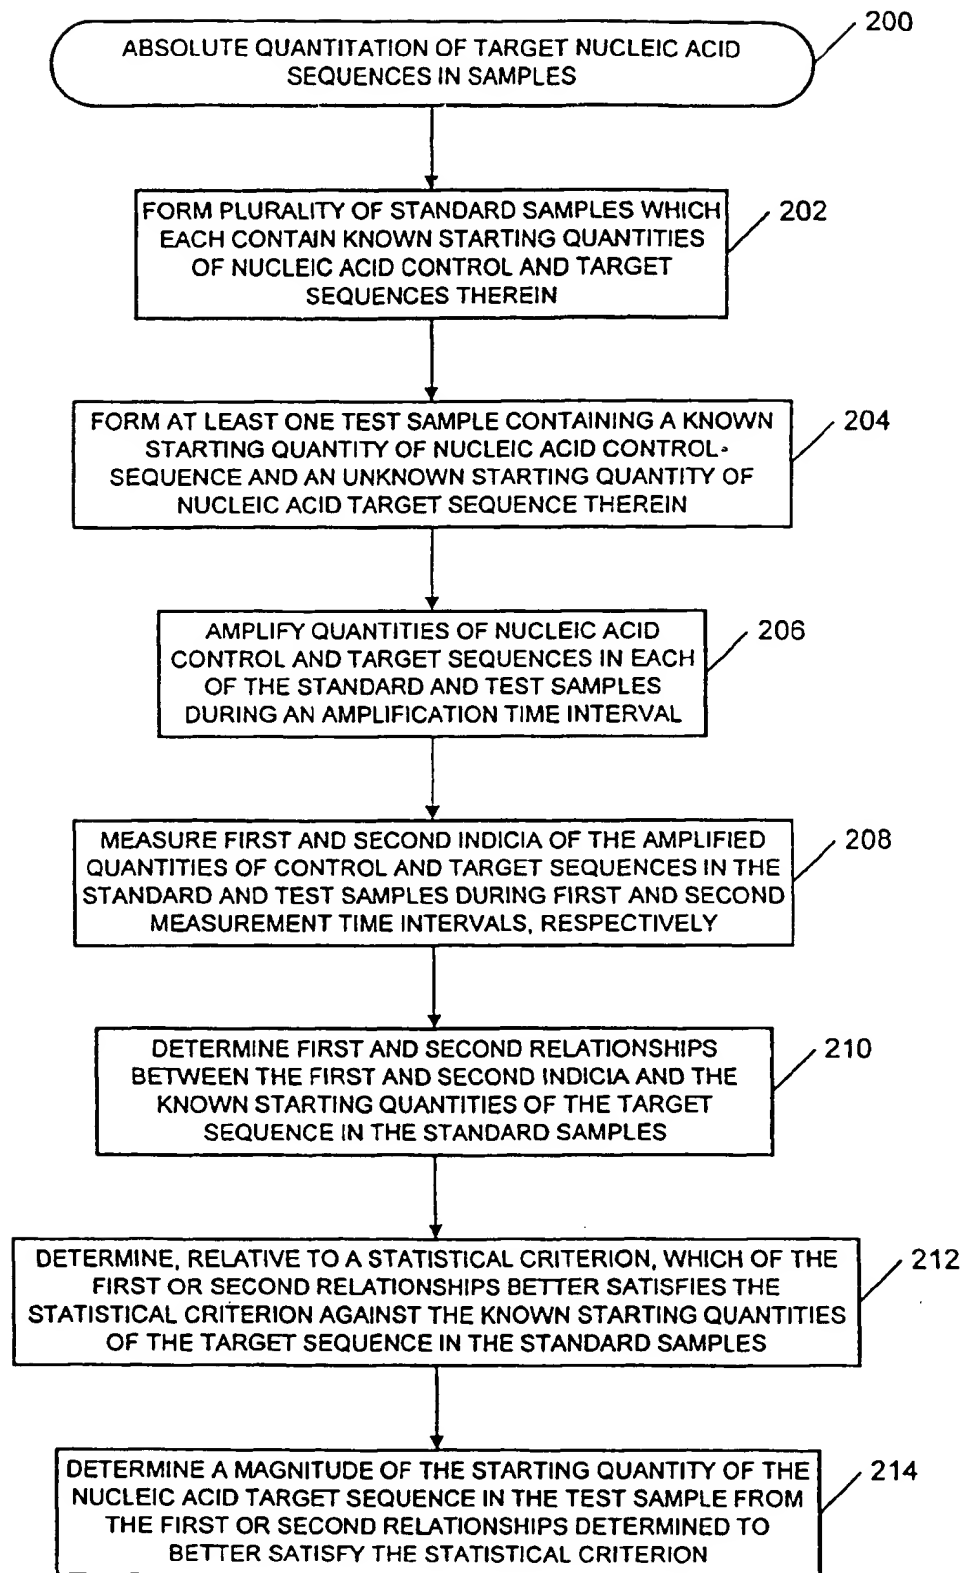 ABSOLUTE QUANTITATION OF TARGET NUCLEIC ACID
SEQUENCES IN SAMPLES
200
FORM PLURALITY OF STANDARD SAMPLES WHICH
EACH CONTAIN KNOWN STARTING QUANTITIES
OF NUCLEIC ACID CONTROL AND TARGET
SEQUENCES THEREIN
202
FORM AT LEAST ONE TEST SAMPLE CONTAINING A KNOWN
STARTING QUANTITY OF NUCLEIC ACID CONTROL-
SEQUENCE AND AN UNKNOWN STARTING QUANTITY OF
NUCLEIC ACID TARGET SEQUENCE THEREIN
204
AMPLIFY QUANTITIES OF NUCLEIC ACID
CONTROL AND TARGET SEQUENCES IN EACH
OF THE STANDARD AND TEST SAMPLES
DURING AN AMPLIFICATION TIME INTERVAL
206
MEASURE FIRST AND SECOND INDICIA OF THE AMPLIFIED
QUANTITIES OF CONTROL AND TARGET SEQUENCES IN THE
STANDARD AND TEST SAMPLES DURING FIRST AND SECOND
MEASUREMENT TIME INTERVALS, RESPECTIVELY
208
DETERMINE FIRST AND SECOND RELATIONSHIPS
BETWEEN THE FIRST AND SECOND INDICIA AND THE
KNOWN STARTING QUANTITIES OF THE TARGET
SEQUENCE IN THE STANDARD SAMPLES
210
DETERMINE, RELATIVE TO A STATISTICAL CRITERION, WHICH OF THE
FIRST OR SECOND RELATIONSHIPS BETTER SATISFIES THE
STATISTICAL CRITERION AGAINST THE KNOWN STARTING QUANTITIES
OF THE TARGET SEQUENCE IN THE STANDARD SAMPLES
212
DETERMINE A MAGNITUDE OF THE STARTING QUANTITY OF THE
NUCLEIC ACID TARGET SEQUENCE IN THE TEST SAMPLE FROM
THE FIRST OR SECOND RELATIONSHIPS DETERMINED TO
BETTER SATISFY THE STATISTICAL CRITERION
214